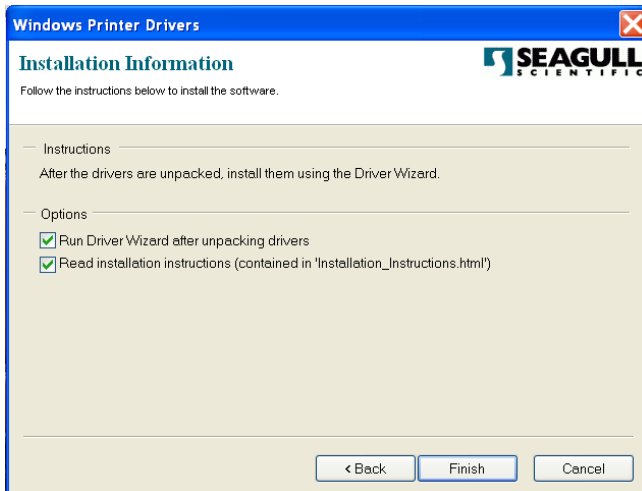 Windows Printer Drivers
Installation Information
SEAGULL
SCIENTIFIC
Follow the instructions below to install the software.
Instructions
After the drivers are unpacked, install them using the Driver Wizard.
Options
Run Driver Wizard after unpacking drivers
Read installation instructions (contained in 'Installation_Instructions.html')
< Back
Finish
Cancel